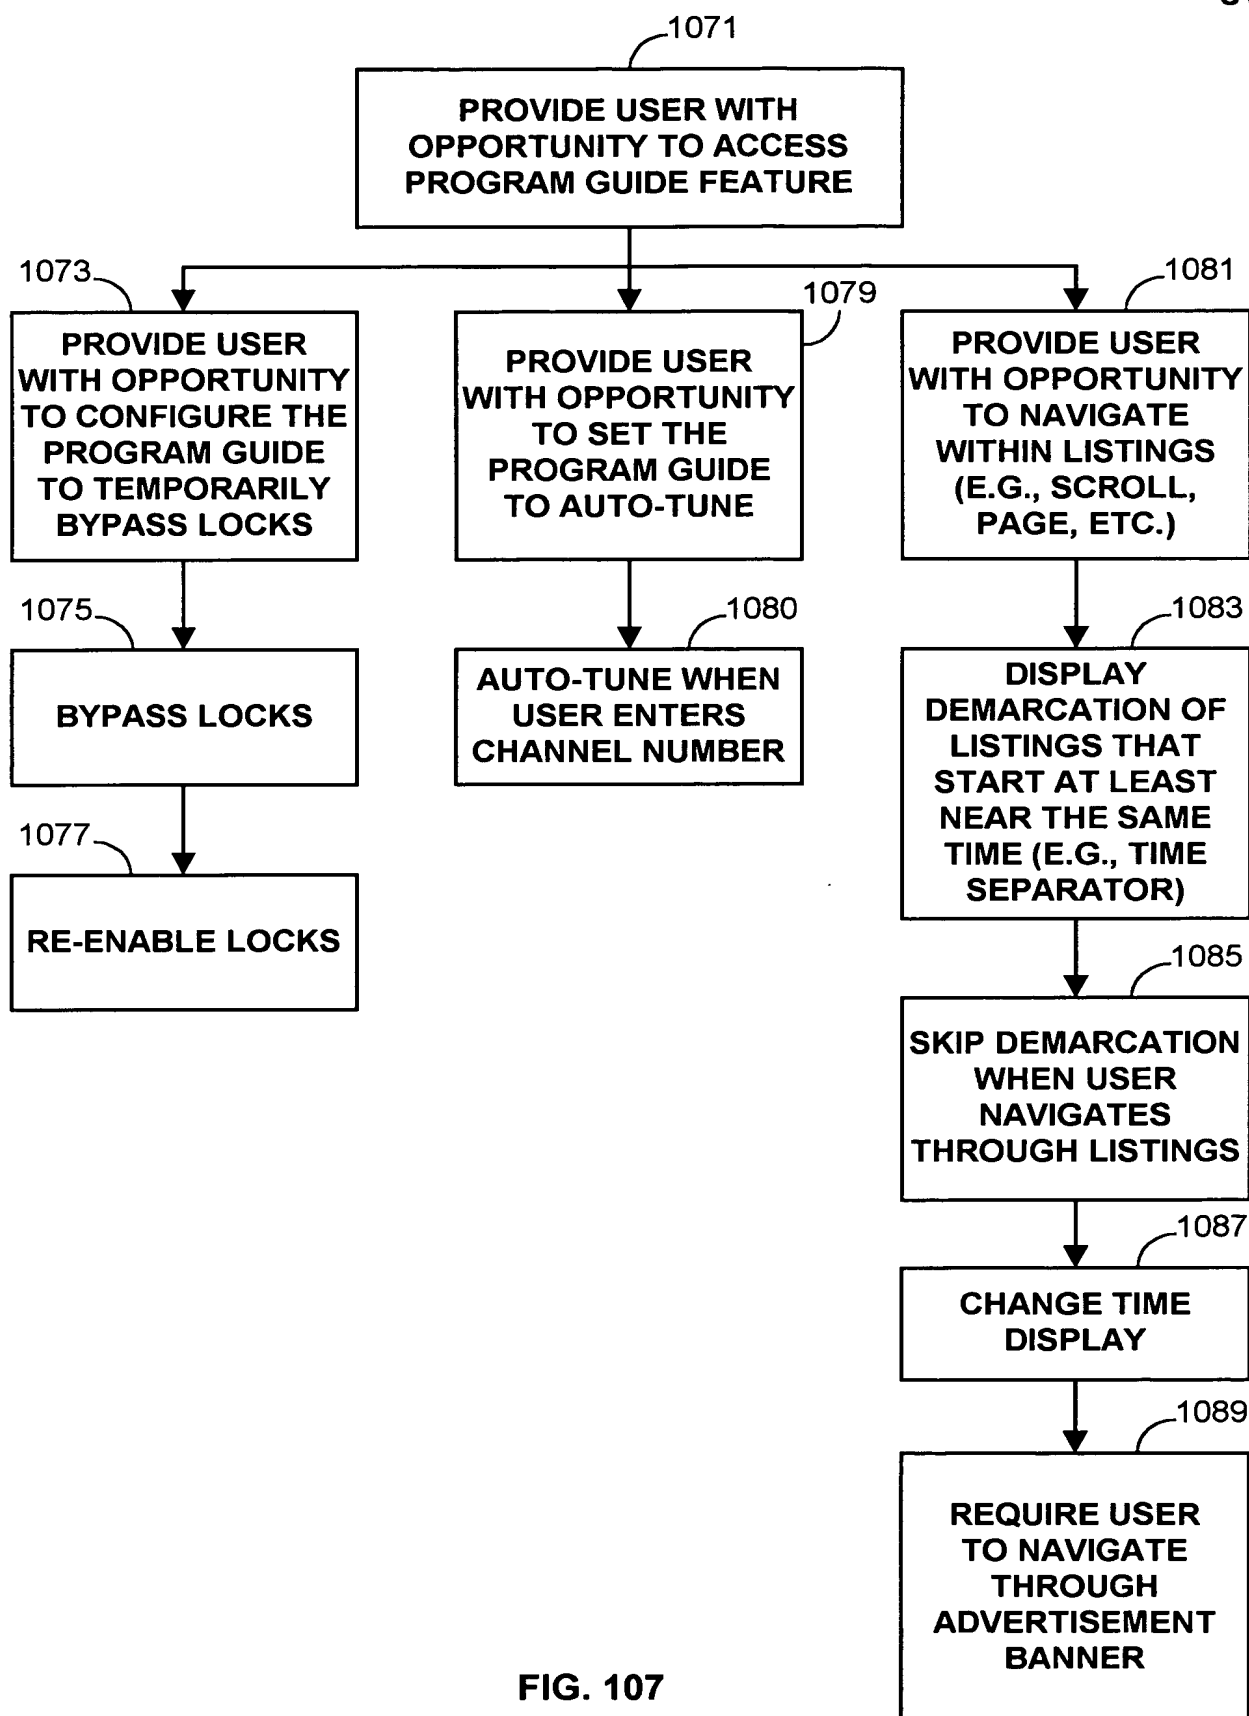 1071
PROVIDE USER WITH
OPPORTUNITY TO ACCESS
PROGRAM GUIDE FEATURE
1073
PROVIDE USER
WITH OPPORTUNITY
TO CONFIGURE THE
PROGRAM GUIDE
TO TEMPORARILY
BYPASS LOCKS
1075
BYPASS LOCKS
1077
RE-ENABLE LOCKS
1079
PROVIDE USER
WITH OPPORTUNITY
TO SET THE
PROGRAM GUIDE
TO AUTO-TUNE
1080
AUTO-TUNE WHEN
USER ENTERS
CHANNEL NUMBER
1081
PROVIDE USER
WITH OPPORTUNITY
TO NAVIGATE
WITHIN LISTINGS
(E.G., SCROLL,
PAGE, ETC.)
1083
DISPLAY
DEMARCATION OF
LISTINGS THAT
START AT LEAST
NEAR THE SAME
TIME (E.G., TIME
SEPARATOR)
1085
SKIP DEMARCATION
WHEN USER
NAVIGATES
THROUGH LISTINGS
1087
CHANGE TIME
DISPLAY
1089
REQUIRE USER
TO NAVIGATE
THROUGH
ADVERTISEMENT
BANNER
FIG. 107